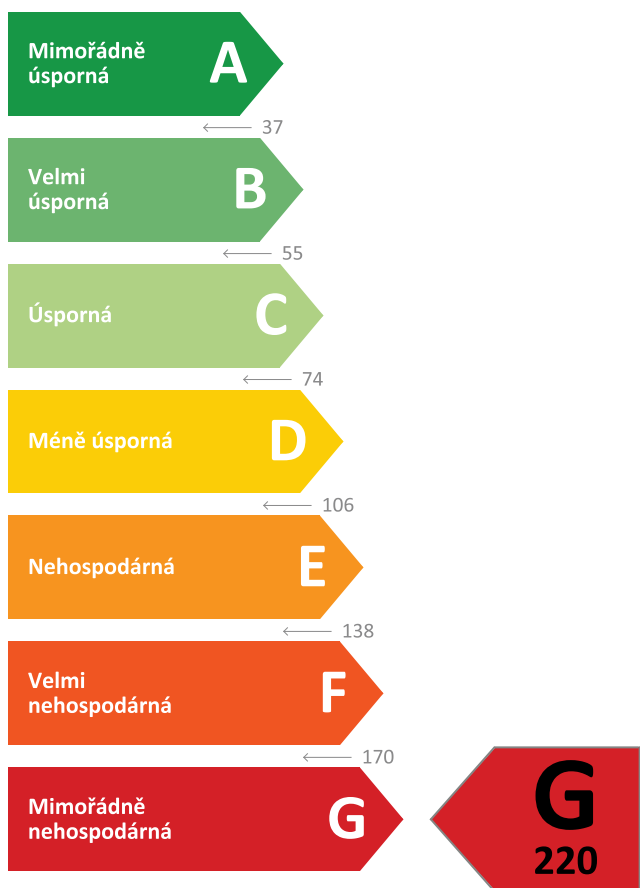 Mimořádně
úsporná
A
37
Velmi
úsporná
B
55
Úsporná
C
74
Méně úsporná
D
106
Nehospodárná
E
138
Velmi
nehospodárná
F
170
Mimořádně
nehospodárná
G
G
220